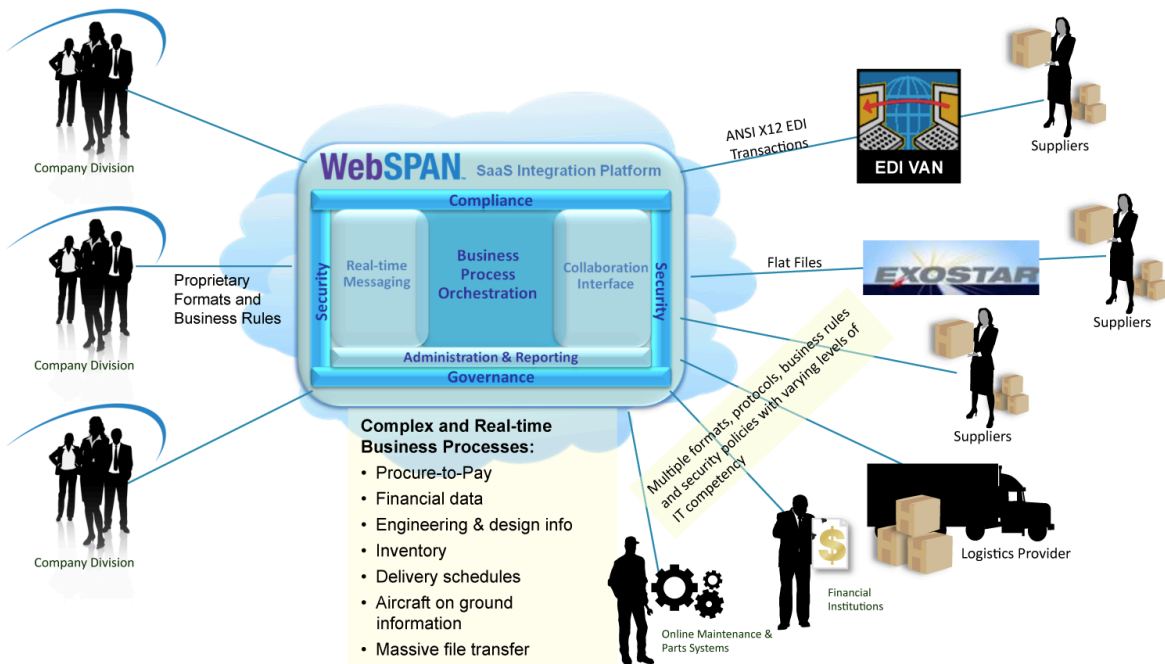 Company Division
Company Division
Company Division
Proprietary
Formats and
Business Rules
WebSPAN™ SaaS Integration Platform
Compliance
Security
Real-time
Messaging
Business
Process
Orchestration
Collaboration
Interface
Security
Administration & Reporting
Governance
Complex and Real-time
Business Processes:
• Procure-to-Pay
• Financial data
• Engineering & design info
• Inventory
• Delivery schedules
• Aircraft on ground
information
• Massive file transfer
ANSI X12 EDI
Transactions
EDI VAN
Suppliers
Flat Files
EXOSTAR
Suppliers
Suppliers
Multiple formats, protocols, business rules
and security policies with varying levels of
IT competency
Logistics Provider
Financial
Institutions
Online Maintenance &
Parts Systems